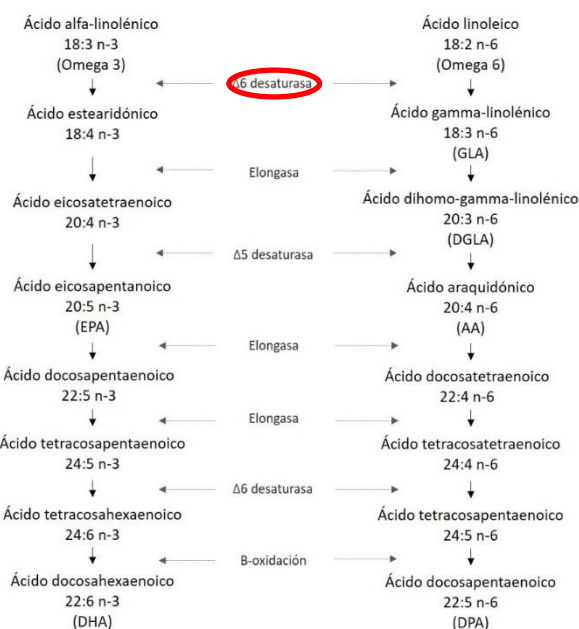 Ácido alfa-linolénico
18:3 n-3
(Omega 3)
Ácido estearidónico
18:4 n-3
Ácido eicosatetraenoico
20:4 n-3
Ácido eicosapentanoico
20:5 n-3
(EPA)
Ácido docosapentaenoico
22:5 n-3
Ácido tetracosapentaenoico
24:5 n-3
Ácido tetracosahexaenoico
24:6 n-3
Ácido docosahexaenoico
22:6 n-3
(DHA)
Δ6 desaturasa
Elongasa
Δ5 desaturasa
Elongasa
Elongasa
Δ6 desaturasa
B-oxidación
Ácido linoleico
18:2 n-6
(Omega 6)
Ácido gamma-linolénico
18:3 n-6
(GLA)
Ácido dihomo-gamma-linolénico
20:3 n-6
(DGLA)
Ácido araquidónico
20:4 n-6
(AA)
Ácido docosatetraenoico
22:4 n-6
Ácido tetracosatetraenoico
24:4 n-6
Ácido tetracosapentaenoico
24:5 n-6
Ácido docosapentaenoico
22:5 n-6
(DPA)